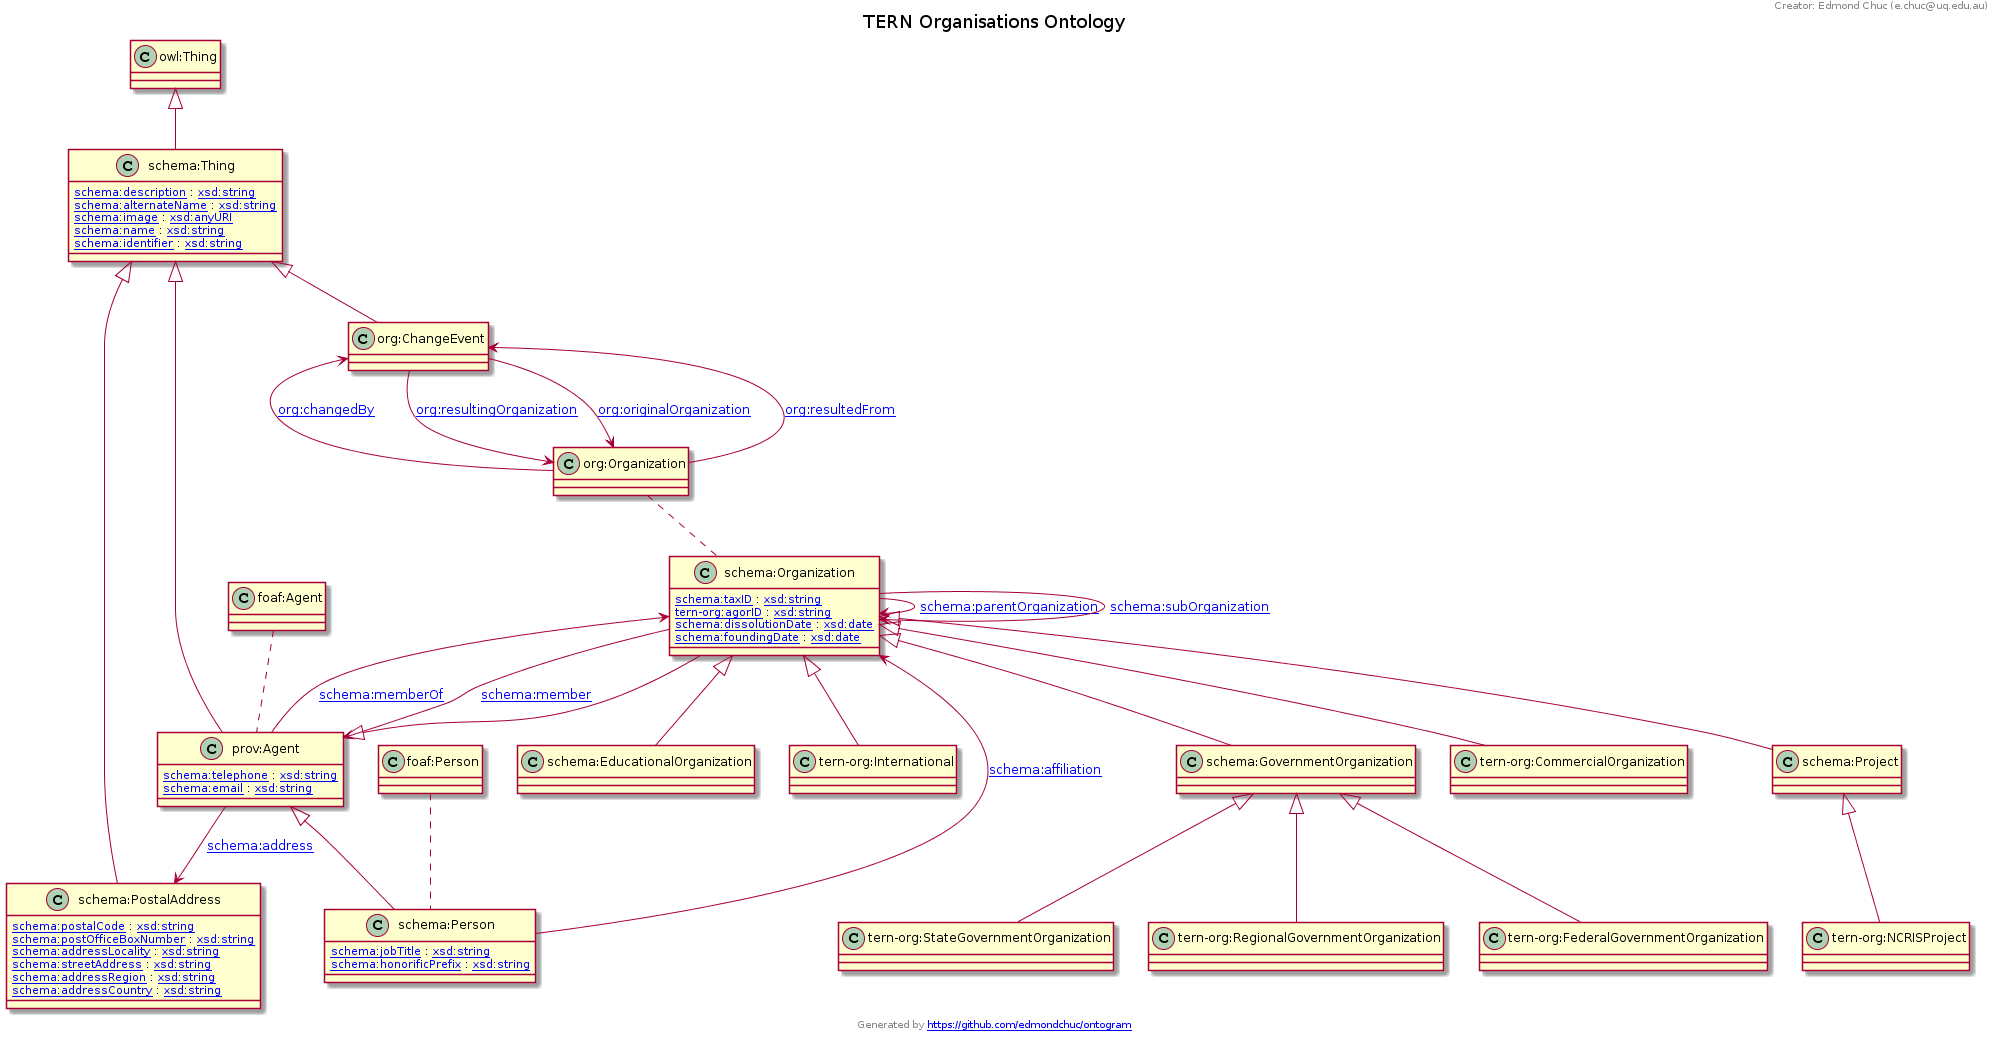 Creator: Edmond Chuc (e.chuc@uq.edu.au)
TERN Organisations Ontology
C owl:Thing
C schema:Thing
schema:description : xsd:string
schema:alternateName : xsd:string
schema:image : xsd:anyURI
schema:name : xsd:string
schema:identifier : xsd:string
C org:ChangeEvent
org:changedBy
org:resultingOrganization
org:originalOrganization
org:resultedFrom
C org:Organization
C schema:Organization
schema:taxID : xsd:string
tern-org:agorID : xsd:string
schema:dissolutionDate : xsd:date
schema:foundingDate : xsd:date
schema:parentOrganization
schema:subOrganization
C foaf:Agent
schema:memberOf
schema:member
C prov:Agent
schema:telephone : xsd:string
schema:email : xsd:string
C foaf:Person
C schema:EducationalOrganization
C tern-org:International
schema:affiliation
C schema:GovernmentOrganization
C tern-org:CommercialOrganization
C schema:Project
schema:address
C schema:PostalAddress
schema:postalCode : xsd:string
schema:postOfficeBoxNumber : xsd:string
schema:addressLocality : xsd:string
schema:streetAddress : xsd:string
schema:addressRegion : xsd:string
schema:addressCountry : xsd:string
C schema:Person
schema:jobTitle : xsd:string
schema:honorificPrefix : xsd:string
C tern-org:StateGovernmentOrganization
C tern-org:RegionalGovernmentOrganization
C tern-org:FederalGovernmentOrganization
C tern-org:NCRISProject
Generated by https://github.com/edmondchuc/ontogram